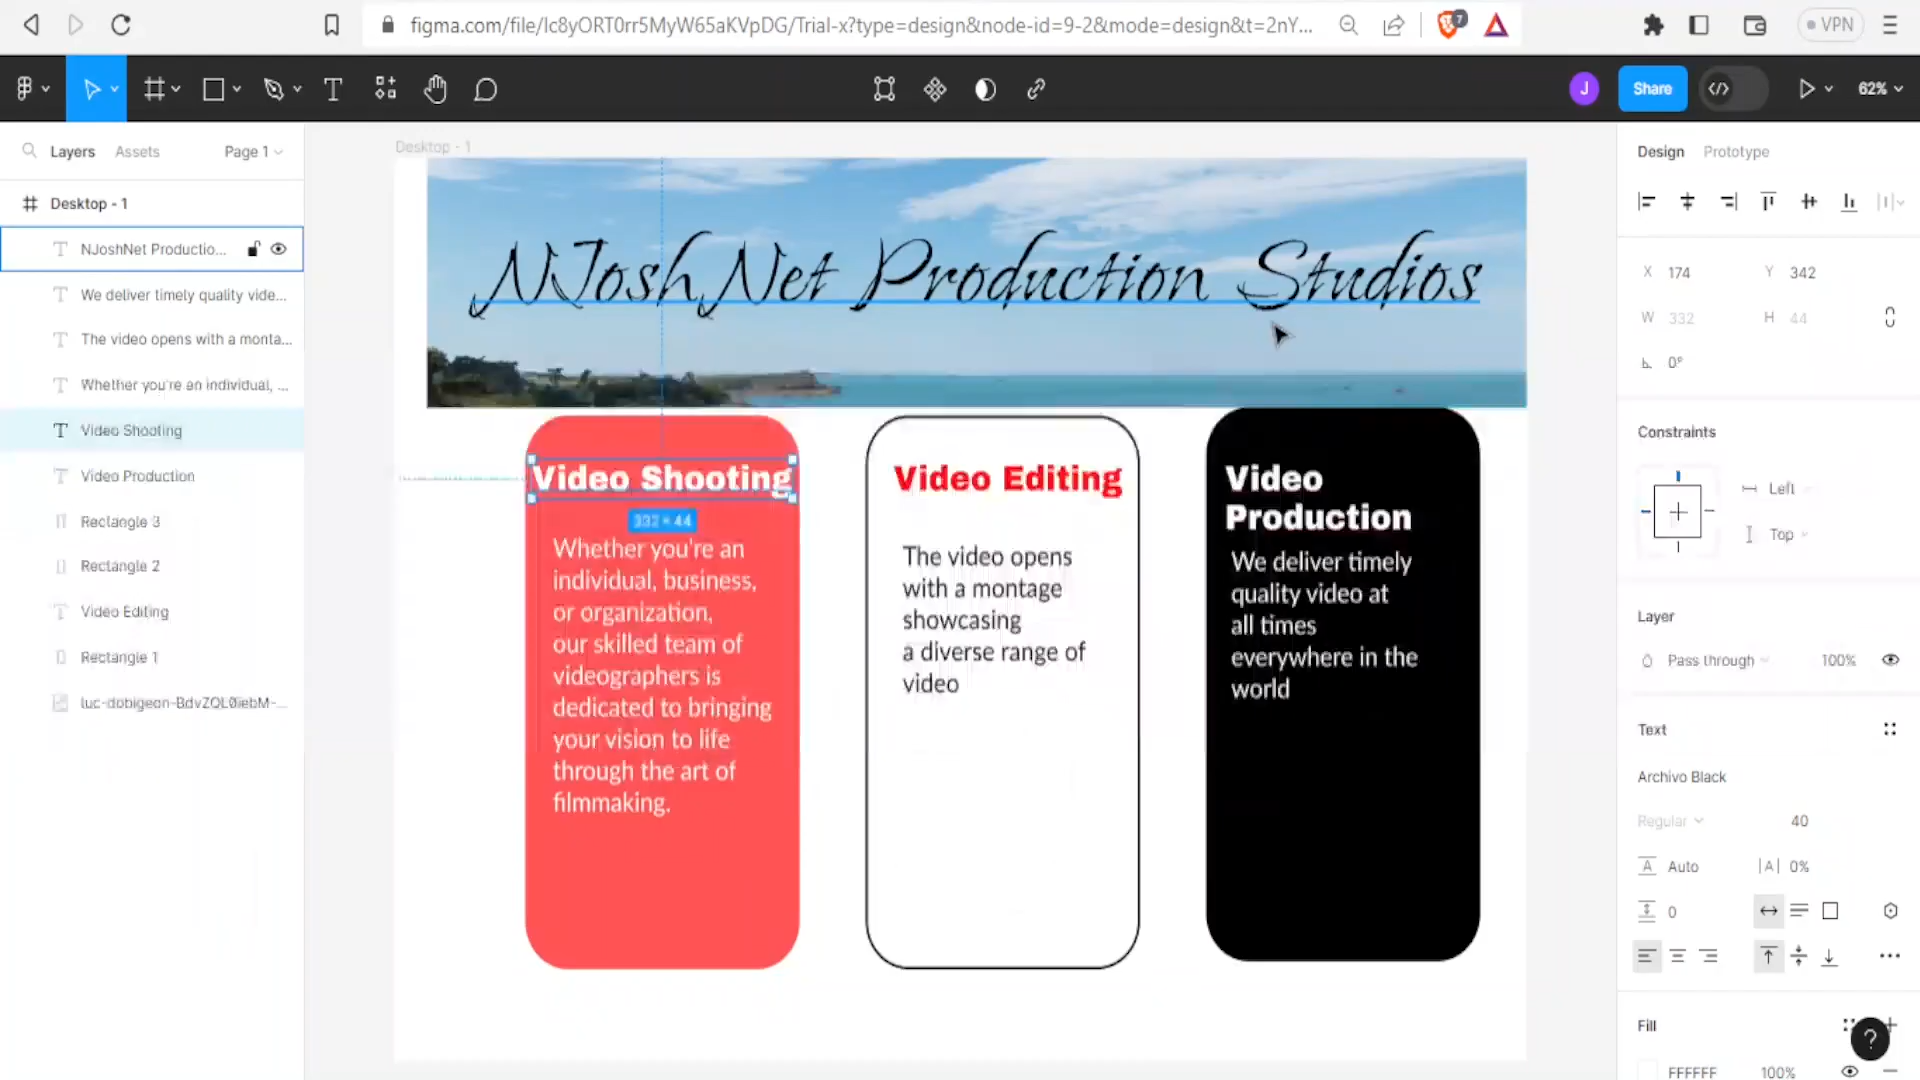 figma.com/file/lc8yORT0rr5MyW65aKVpDG/Trial-x?type=design&node-id=9-2&mode=design&t=2nY...
7
VPN
J
Share
62%
Layers
Assets
Page 1
Desktop - 1
NJoshNet Productio...
We deliver timely quality vide...
The video opens with a monta...
Whether you're an individual, ...
Video Shooting
Video Production
Rectangle 3
Rectangle 2
Video Editing
Rectangle 1
luc-dobigeon-BdvZQL0iebM-...
Desktop - 1
NJoshNet Production Studios
Video Shooting
332 × 44
Whether you're an
individual, business,
or organization,
our skilled team of
videographers is
dedicated to bringing
your vision to life
through the art of
filmmaking.
Video Editing
The video opens
with a montage
showcasing
a diverse range of
video
Video
Production
We deliver timely
quality video at
all times
everywhere in the
world
Design
Prototype
X 174
Y 342
W 332
H 44
0°
Constraints
Left
Top
Layer
Pass through
100%
Text
Archivo Black
Regular
40
Auto
0%
0
Fill
FFFFFF
100%
?